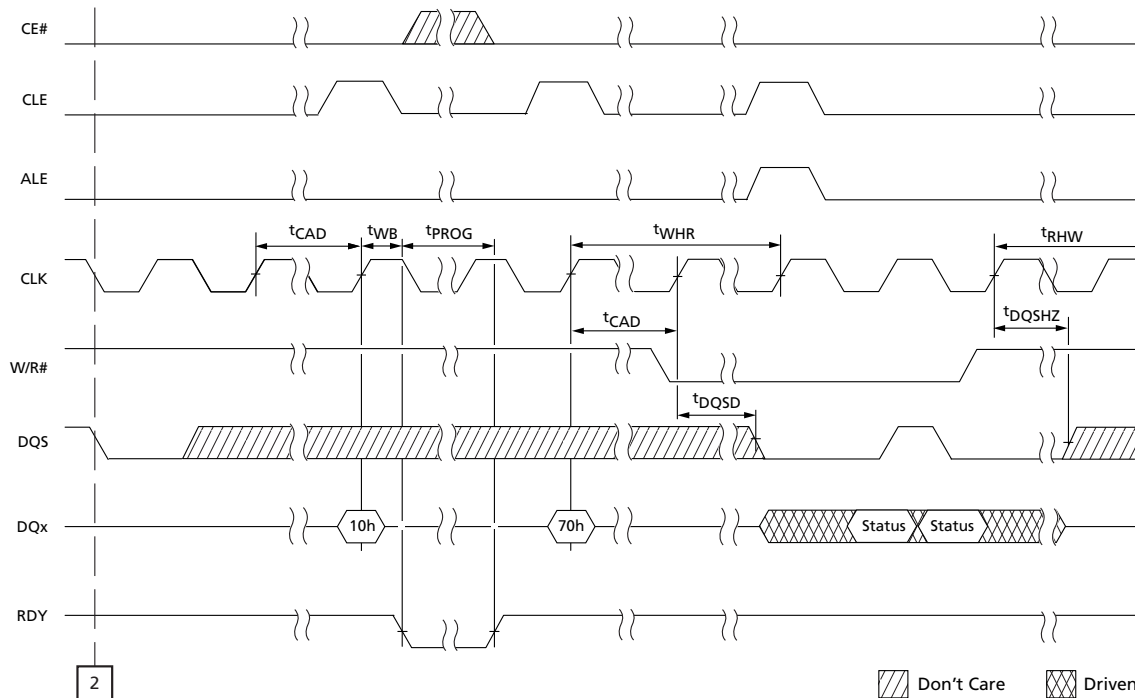 CE#
CLE
ALE
tCAD tWB tPROG tWHR tRHW
CLK
tCAD tDQSHZ
W/R#
tDQSD
DQS
DQx 10h 70h Status Status
RDY
2 Don't Care Driven